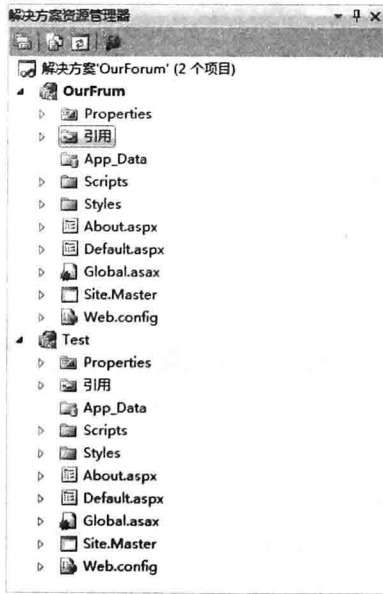 解决方案资源管理器
解决方案'OurForum' (2 个项目)
OurFrum
Properties
引用
App_Data
Scripts
Styles
About.aspx
Default.aspx
Global.asax
Site.Master
Web.config
Test
Properties
引用
App_Data
Scripts
Styles
About.aspx
Default.aspx
Global.asax
Site.Master
Web.config